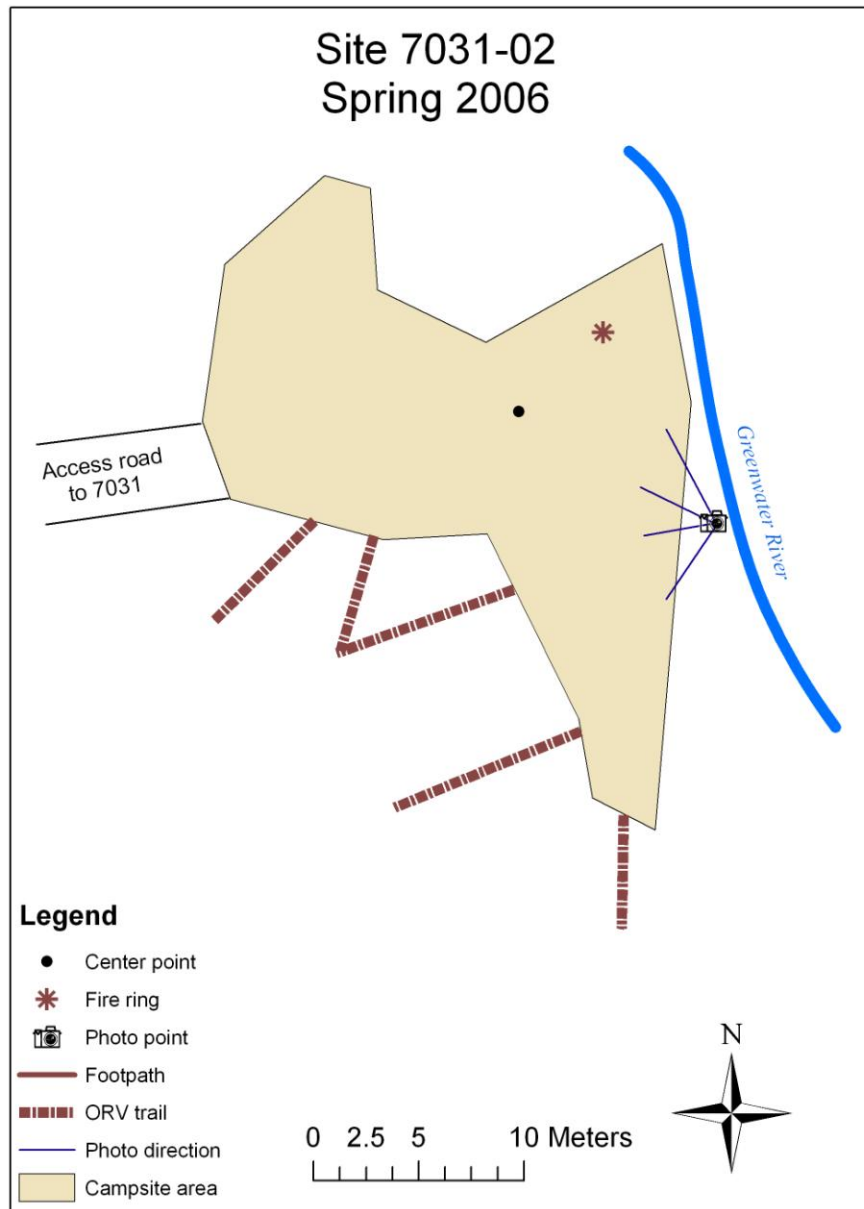 Site 7031-02
Spring 2006
Access road
to 7031
Greenwater River
Legend
Center point
Fire ring
Photo point
Footpath
ORV trail
Photo direction
Campsite area
0 2.5 5 10 Meters
N